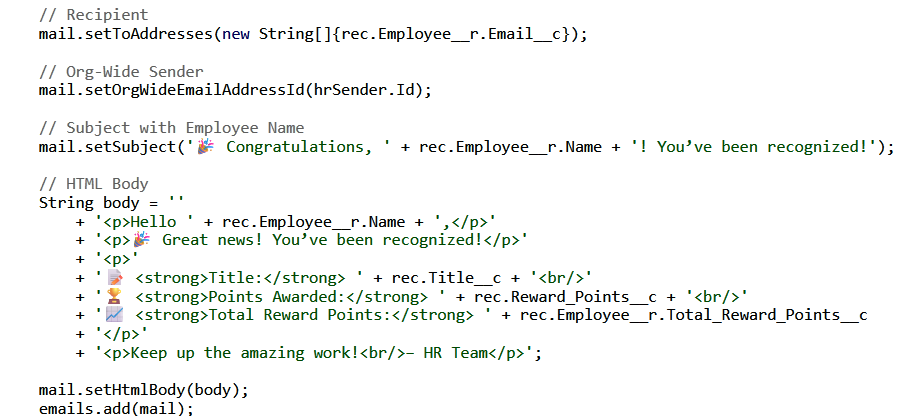 // Recipient
mail.setToAddresses(new String[]{rec.Employee__r.Email__c});
// Org-Wide Sender
mail.setOrgWideEmailAddressId(hrSender.Id);
// Subject with Employee Name
mail.setSubject('🎉 Congratulations, ' + rec.Employee__r.Name + '! You’ve been recognized!');
// HTML Body
String body = ''
+ '<p>Hello ' + rec.Employee__r.Name + ',</p>'
+ '<p>🎉 Great news! You’ve been recognized!</p>'
+ '<p>'
+ '📝 <strong>Title:</strong> ' + rec.Title__c + '<br/>'
+ '🏆 <strong>Points Awarded:</strong> ' + rec.Reward_Points__c + '<br/>'
+ '📈 <strong>Total Reward Points:</strong> ' + rec.Employee__r.Total_Reward_Points__c
+ '</p>'
+ '<p>Keep up the amazing work!<br/>– HR Team</p>';
mail.setHtmlBody(body);
emails.add(mail);